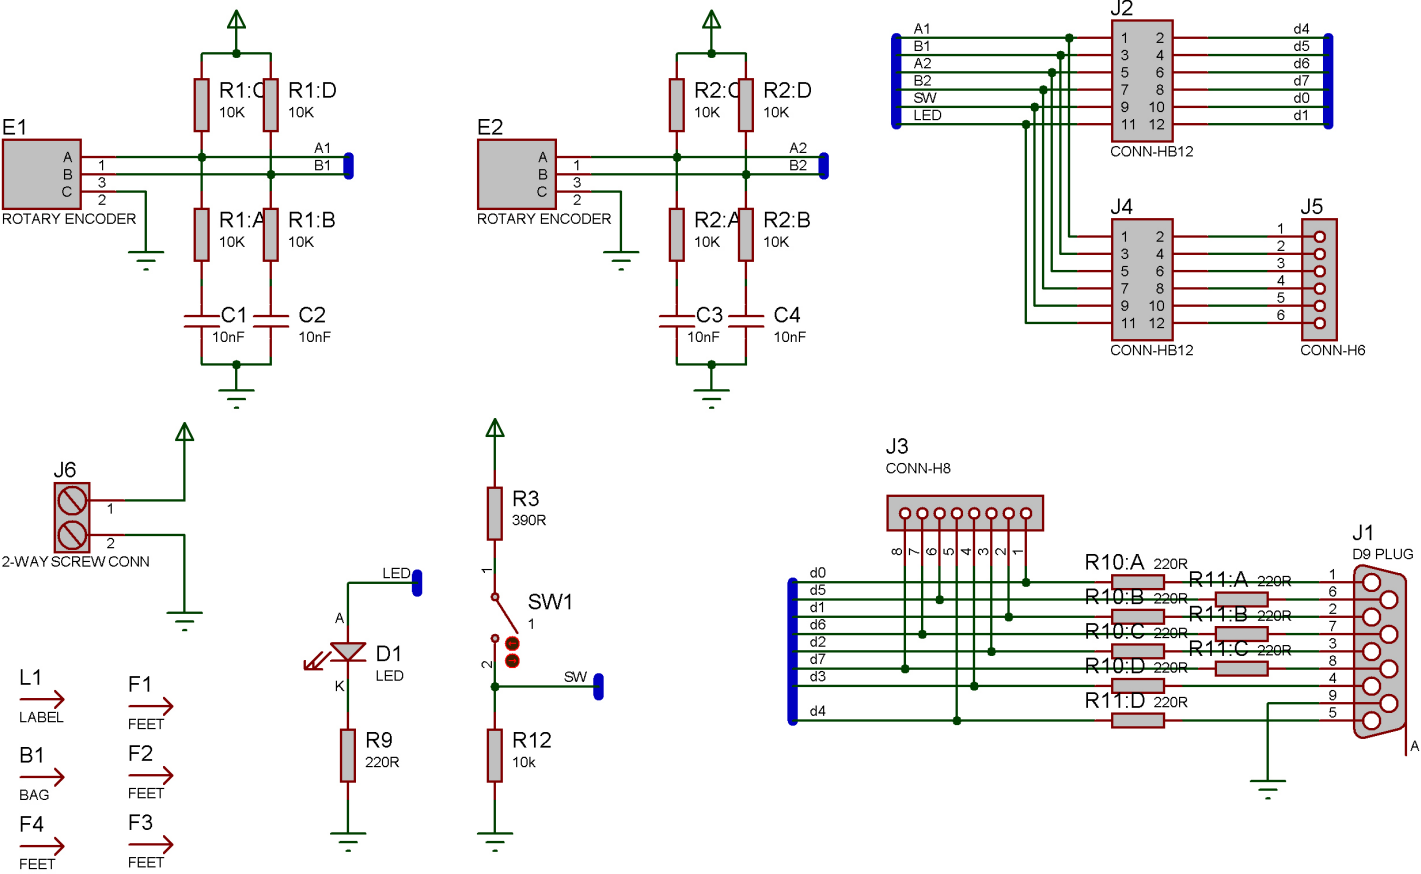 E1
A
B
C
1
3
2
ROTARY ENCODER
R1:C
10K
R1:D
10K
A1
B1
R1:A
10K
R1:B
10K
C1
10nF
C2
10nF
E2
A
B
C
1
3
2
ROTARY ENCODER
R2:C
10K
R2:D
10K
A2
B2
R2:A
10K
R2:B
10K
C3
10nF
C4
10nF
J2
A1 1 2 d4
B1 3 4 d5
A2 5 6 d6
B2 7 8 d7
SW 9 10 d0
LED 11 12 d1
CONN-HB12
J4
1 2
3 4
5 6
7 8
9 10
11 12
CONN-HB12
J5
1
2
3
4
5
6
CONN-H6
J6
1
2
2-WAY SCREW CONN
LED
A
D1
LED
K
R9
220R
R3
390R
1
SW1
1
2
SW
R12
10k
J3
CONN-H8
8 7 6 5 4 3 2 1
d0
d5
d1
d6
d2
d7
d3
d4
R10:A 220R
R11:A 220R
R10:B 220R
R11:B 220R
R10:C 220R
R11:C 220R
R10:D 220R
R11:D 220R
J1
D9 PLUG
1
6
2
7
3
8
4
9
5
A
L1
LABEL
F1
FEET
B1
BAG
F2
FEET
F4
FEET
F3
FEET